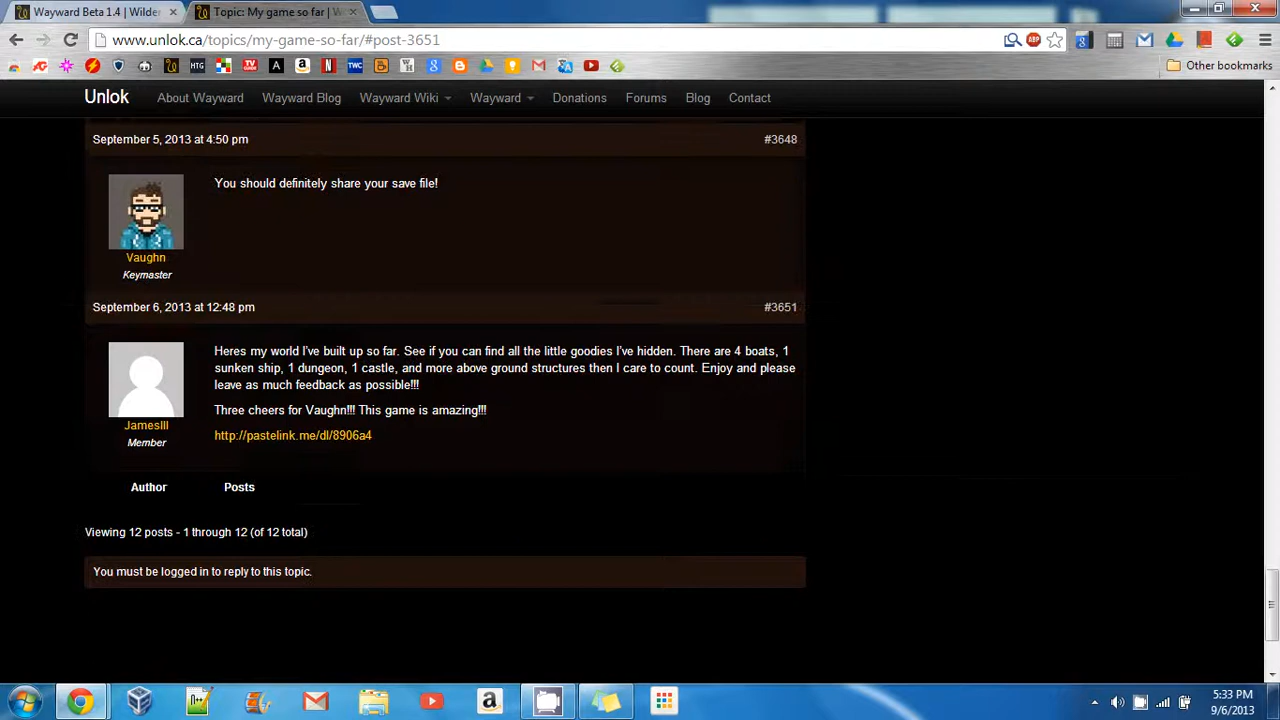 Wayward Beta 1.4 | Wilder
Topic: My game so far | W
www.unlok.ca/topics/my-game-so-far/#post-3651
Other bookmarks
Unlok About Wayward Wayward Blog Wayward Wiki Wayward Donations Forums Blog Contact
September 5, 2013 at 4:50 pm #3648
You should definitely share your save file!
Vaughn
Keymaster
September 6, 2013 at 12:48 pm #3651
Heres my world I've built up so far. See if you can find all the little goodies I've hidden. There are 4 boats, 1
sunken ship, 1 dungeon, 1 castle, and more above ground structures then I care to count. Enjoy and please
leave as much feedback as possible!!!
Three cheers for Vaughn!!! This game is amazing!!!
http://pastelink.me/dl/8906a4
JamesIII
Member
Author Posts
Viewing 12 posts - 1 through 12 (of 12 total)
You must be logged in to reply to this topic.
5:33 PM
9/6/2013